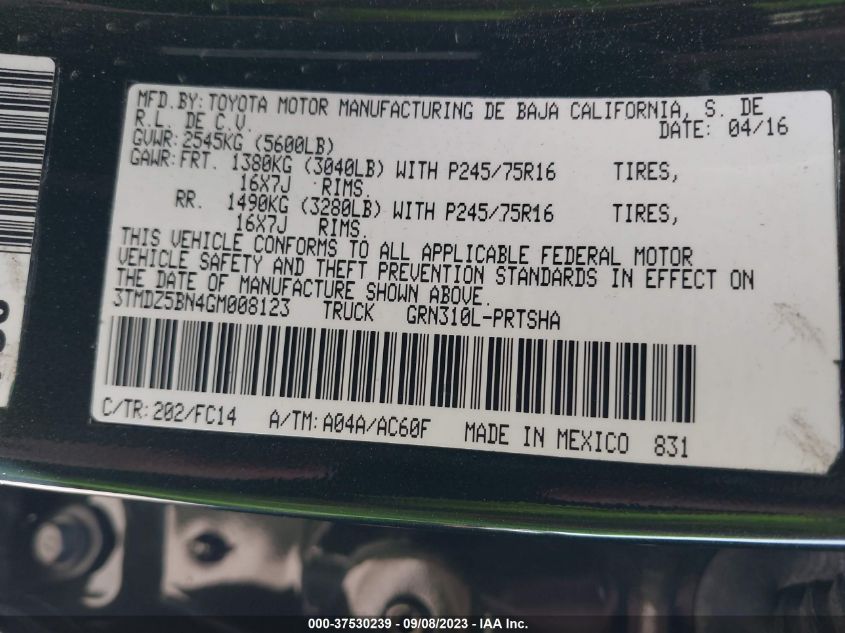 MFD.BY: TOYOTA MOTOR MANUFACTURING DE BAJA CALIFORNIA, S. DE
R.L. DE C.V. DATE: 04/16
GVWR: 2545KG (5600LB)
GAWR: FRT. 1380KG (3040LB) WITH P245/75R16 TIRES,
16X7J RIMS.
RR. 1490KG (3280LB) WITH P245/75R16 TIRES,
16X7J RIMS.
THIS VEHICLE CONFORMS TO ALL APPLICABLE FEDERAL MOTOR
VEHICLE SAFETY AND THEFT PREVENTION STANDARDS IN EFFECT ON
THE DATE OF MANUFACTURE SHOWN ABOVE.
3TMDZ5BN4GM008123 TRUCK GRN310L-PRTSHA
C/TR: 202/FC14 A/TM: A04A/AC60F MADE IN MEXICO 831
000-37530239 - 09/08/2023 - IAA Inc.